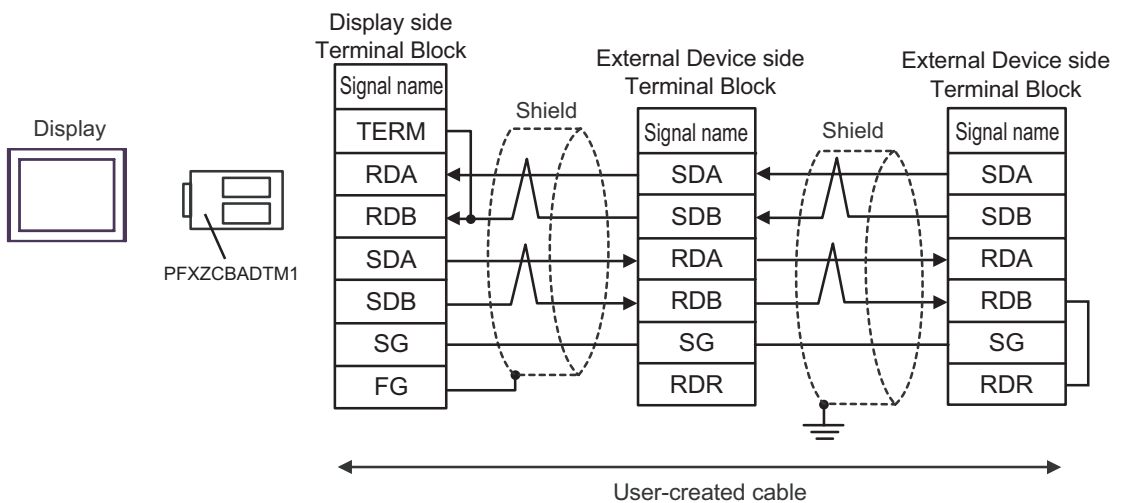 Display side
Terminal Block
External Device side
Terminal Block
External Device side
Terminal Block
Display
PFXZCBADTM1
Signal name
TERM
RDA
RDB
SDA
SDB
SG
FG
Shield
Signal name
SDA
SDB
RDA
RDB
SG
RDR
Shield
Signal name
SDA
SDB
RDA
RDB
SG
RDR
User-created cable